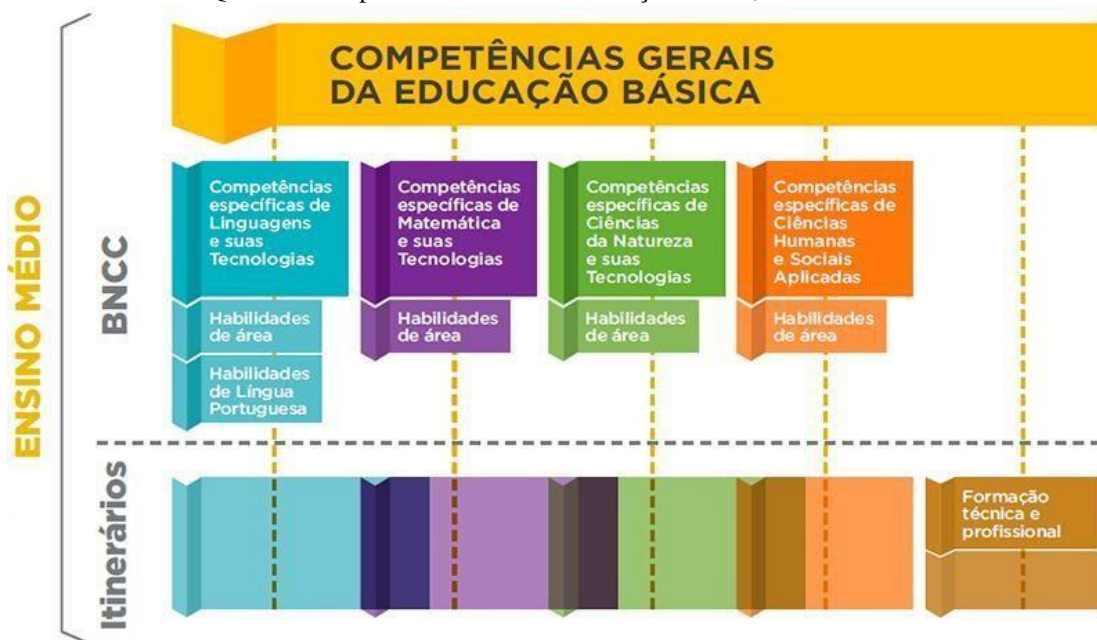 COMPETÊNCIAS GERAIS
DA EDUCAÇÃO BÁSICA
ENSINO MÉDIO
BNCC
Competências
específicas de
Linguagens
e suas
Tecnologias
Habilidades
de área
Habilidades
de Língua
Portuguesa
Competências
específicas de
Matemática
e suas
Tecnologias
Habilidades
de área
Competências
específicas de
Ciências
da Natureza
e suas
Tecnologias
Habilidades
de área
Competências
específicas de
Ciências
Humanas
e Sociais
Aplicadas
Habilidades
de área
Itinerários
Formação
técnica e
profissional